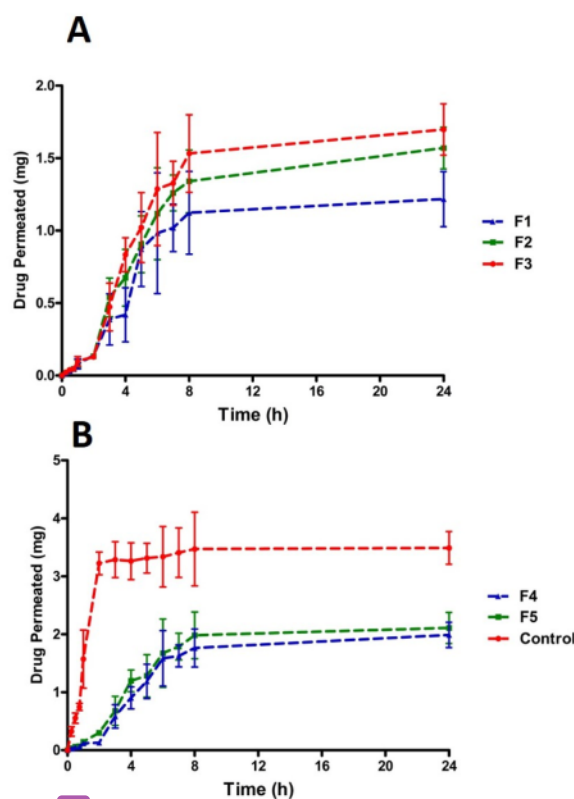 A
Drug Permeated (mg)
2.0
1.5
1.0
0.5
0.0
0 4 8 12 16 20 24
Time (h)
F1
F2
F3
B
Drug Permeated (mg)
5
4
3
2
1
0
0 4 8 12 16 20 24
Time (h)
F4
F5
Control